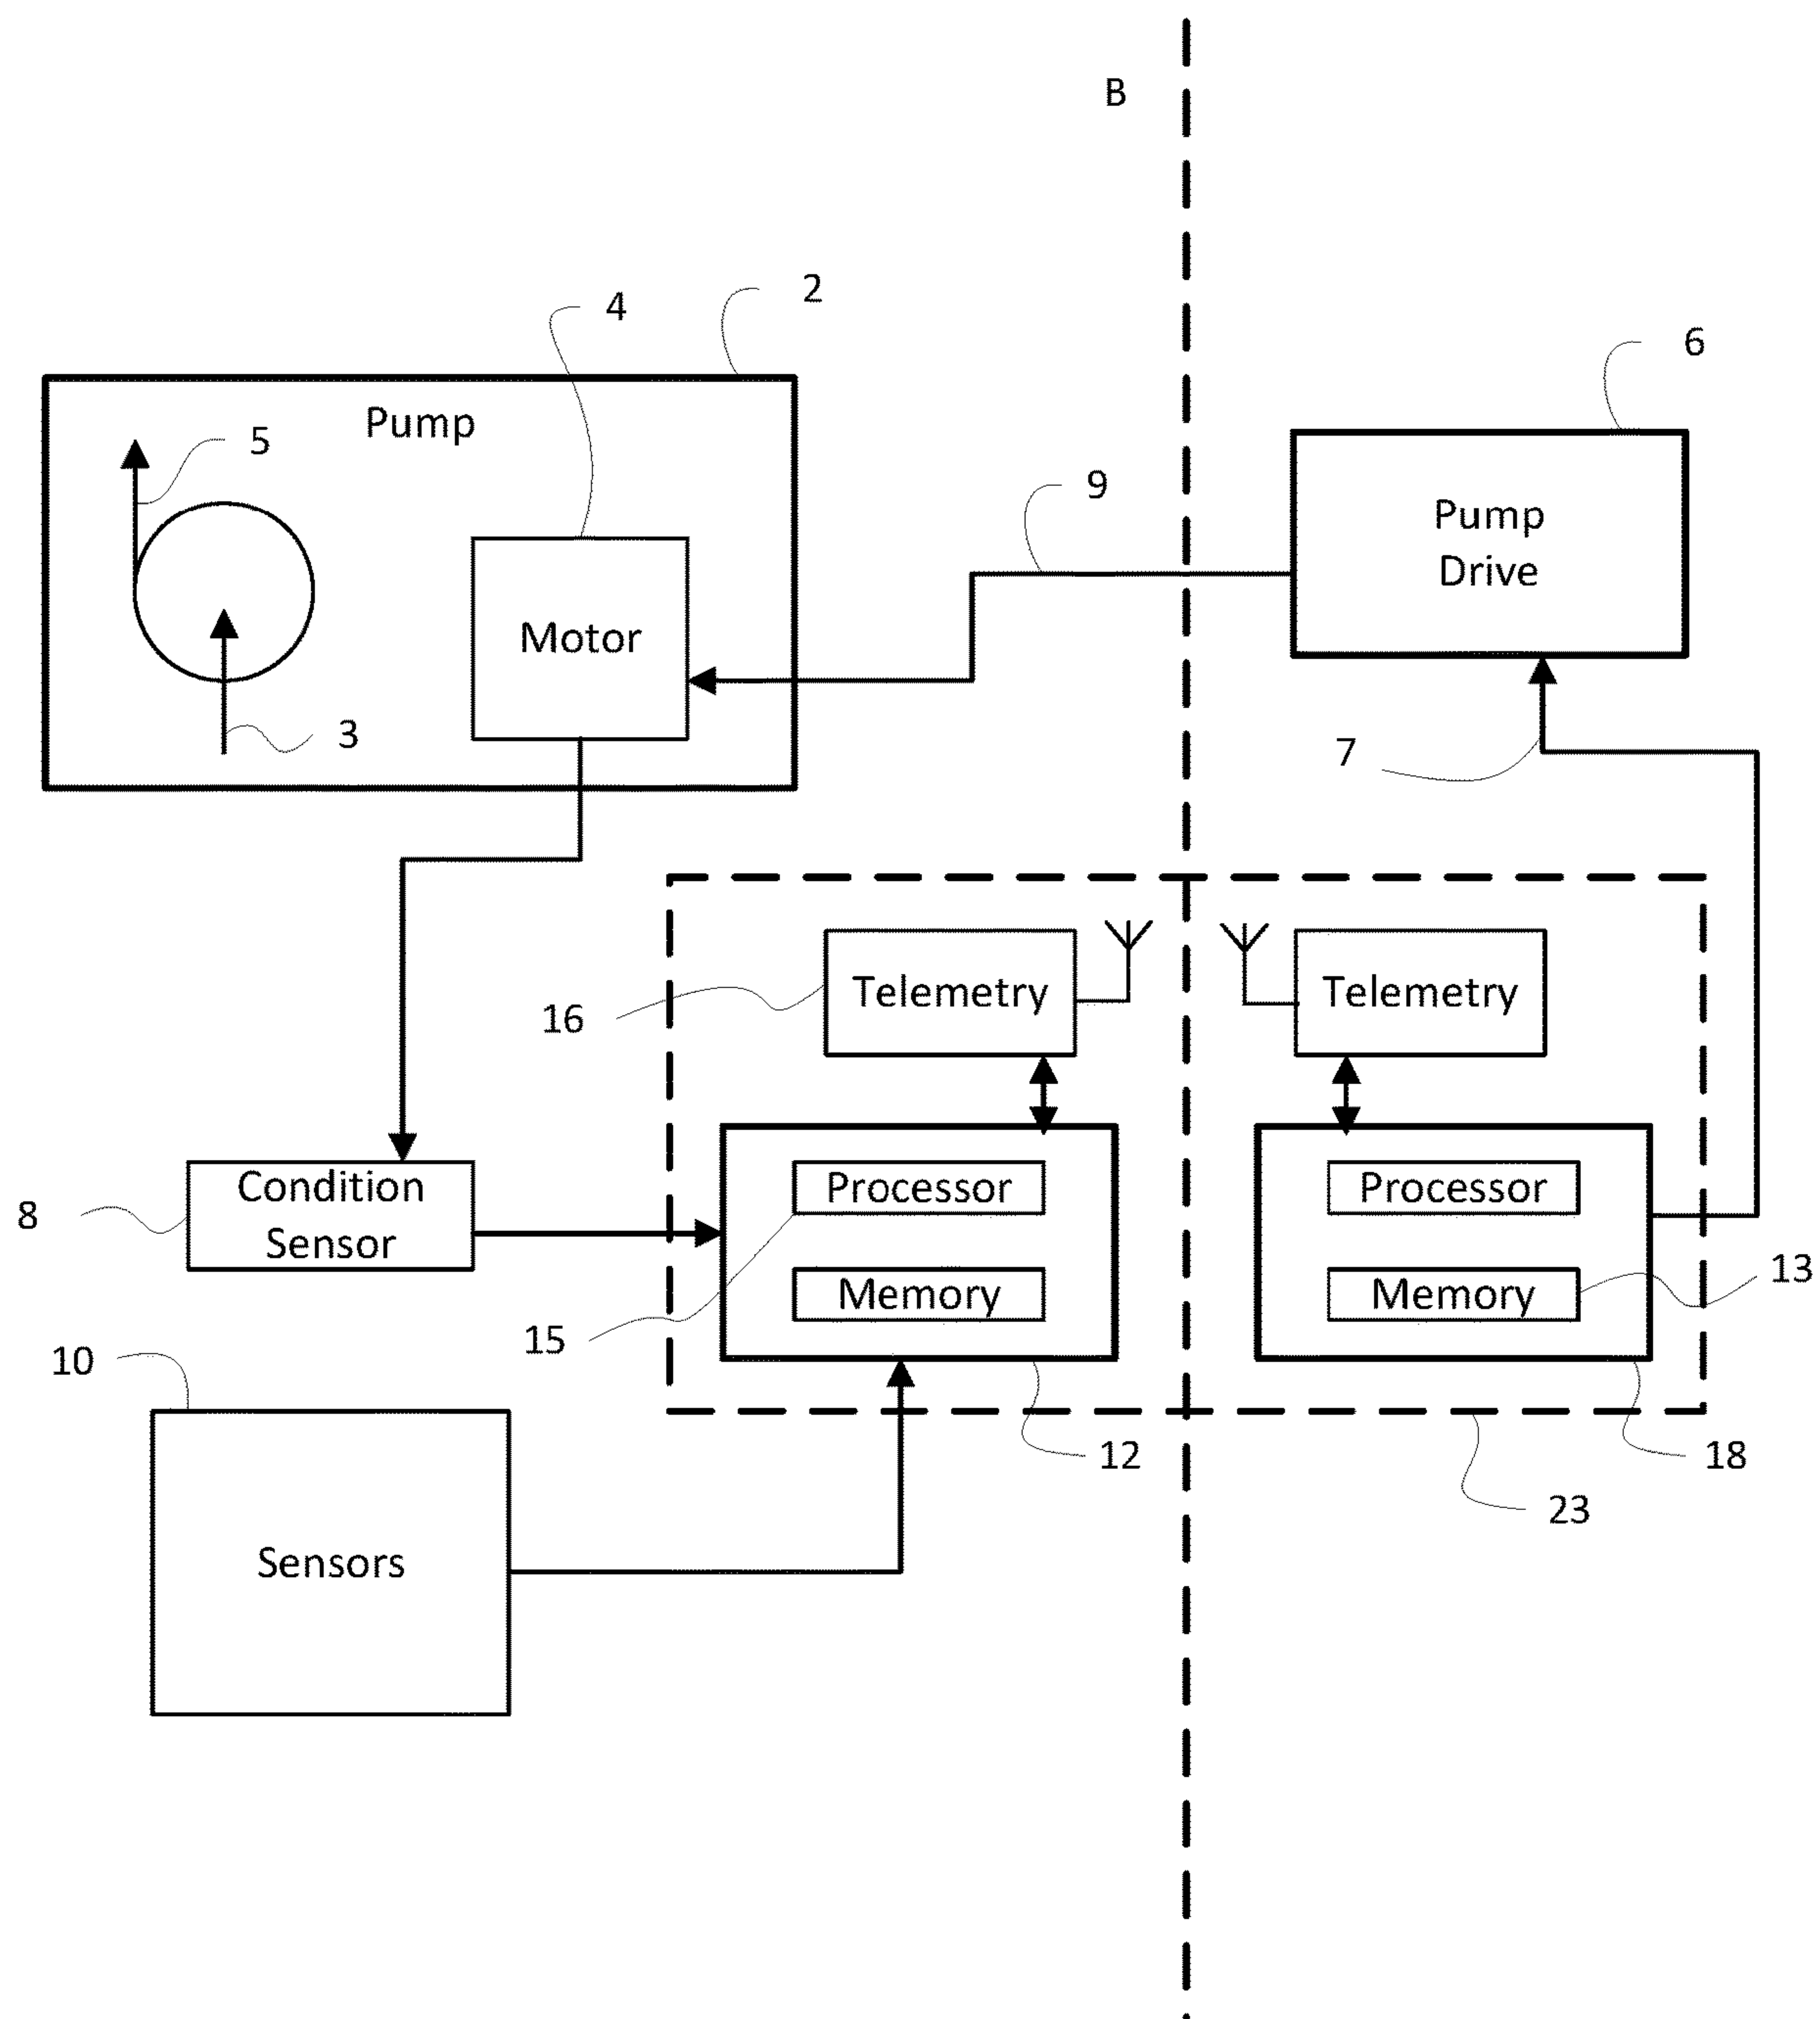 B
2
4
6
Pump
5
9
Pump
Drive
Motor
3
7
Telemetry
Telemetry
16
Condition
Sensor
8
Processor
Processor
Memory
Memory
13
15
10
12
18
23
Sensors